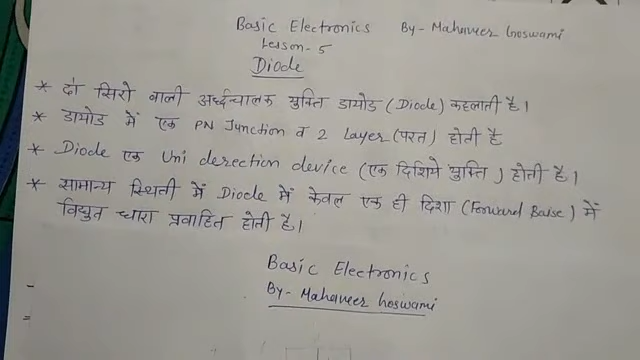 Basic Electronics By- Mahaveer Goswami
Lesson-5
Diode
* दो सिरो वाली अर्द्धचालक युक्ति डायोड (Diode) कहलाती है।
* डायोड में एक PN Junction व 2 Layer (परत) होती है
* Diode एक Uni derection device (एक दिशिय युक्ति) होती है।
* सामान्य स्थिती में Diode में केवल एक ही दिशा (Forward Baise) में
विद्युत धारा प्रवाहित होती है।
Basic Electronics
By- Mahaveer Goswami